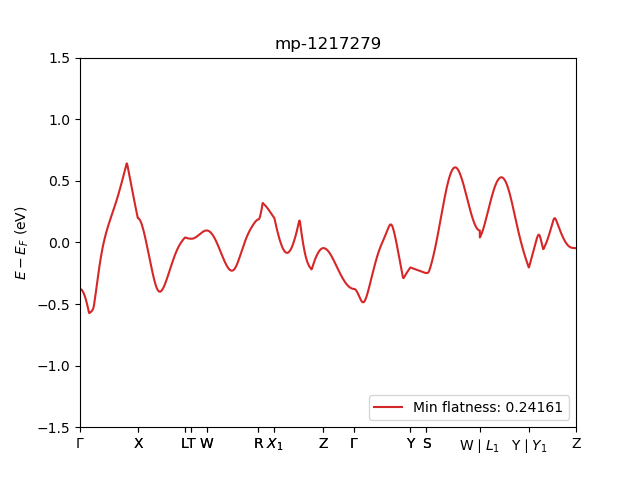 mp-1217279
E − E_F (eV)
1.5
1.0
0.5
0.0
−0.5
−1.0
−1.5
Min flatness: 0.24161
Γ X L T W R X₁ Z Γ Y S W | L₁ Y | Y₁ Z